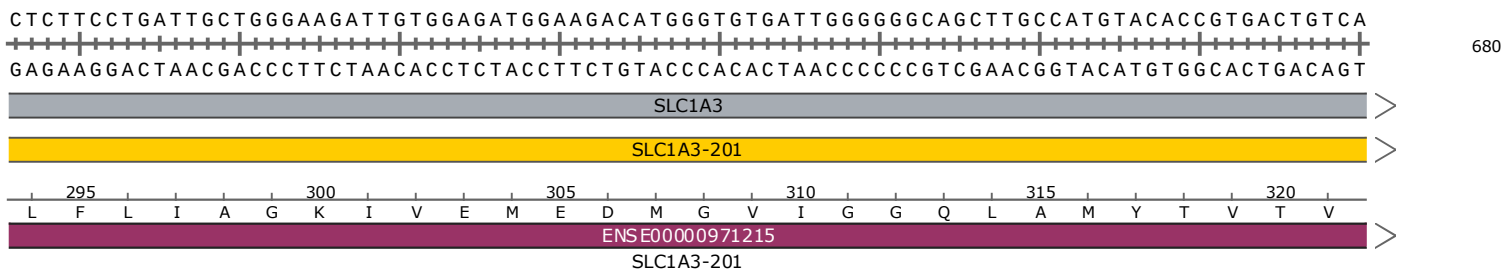 CTCTTCCTGATTGCTGGGAAGATTGTGGAGATGGAAGACATGGGTGTGATTGGGGGGCAGCTTGCCATGTACACCGTGACTGTCA
680
GAGAAGGACTAACGACCCTTCTAACACCTCTACCTTCTGTACCCACACTAACCCCCCGTCGAACGGTACATGTGGCACTGACAGT
SLC1A3
SLC1A3-201
295 300 305 310 315 320
L F L I A G K I V E M E D M G V I G G Q L A M Y T V T V
ENSE00000971215
SLC1A3-201